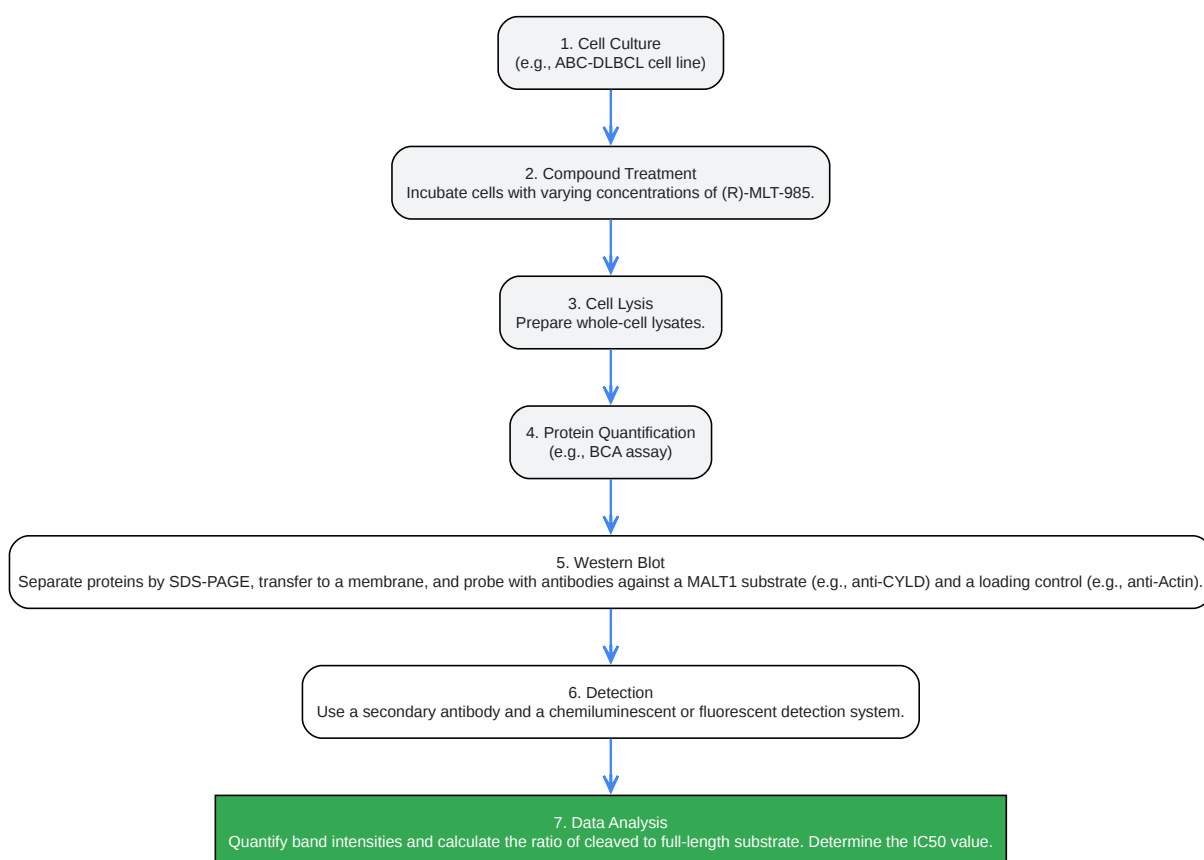 1. Cell Culture
(e.g., ABC-DLBCL cell line)
2. Compound Treatment
Incubate cells with varying concentrations of (R)-MLT-985.
3. Cell Lysis
Prepare whole-cell lysates.
4. Protein Quantification
(e.g., BCA assay)
5. Western Blot
Separate proteins by SDS-PAGE, transfer to a membrane, and probe with antibodies against a MALT1 substrate (e.g., anti-CYLD) and a loading control (e.g., anti-Actin).
6. Detection
Use a secondary antibody and a chemiluminescent or fluorescent detection system.
7. Data Analysis
Quantify band intensities and calculate the ratio of cleaved to full-length substrate. Determine the IC50 value.